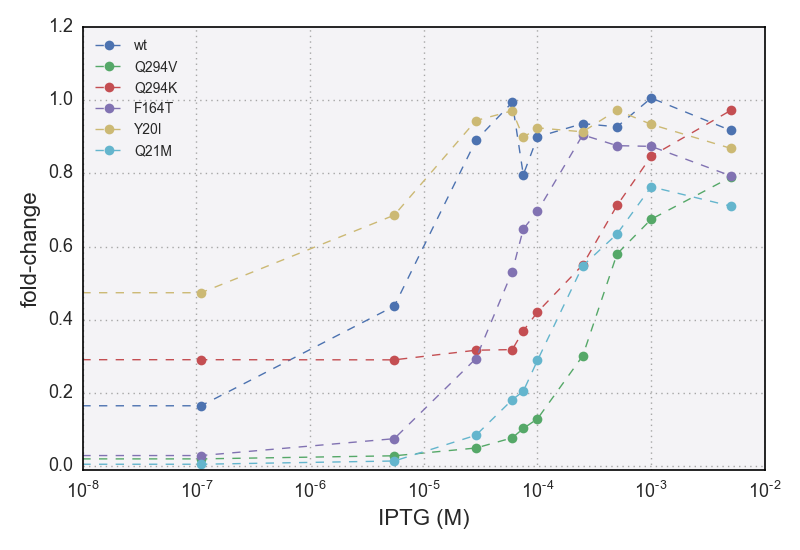 1.2
1.0
0.8
0.6
0.4
0.2
0.0
fold-change
wt
Q294V
Q294K
F164T
Y20I
Q21M
10⁻⁸ 10⁻⁷ 10⁻⁶ 10⁻⁵ 10⁻⁴ 10⁻³ 10⁻²
IPTG (M)